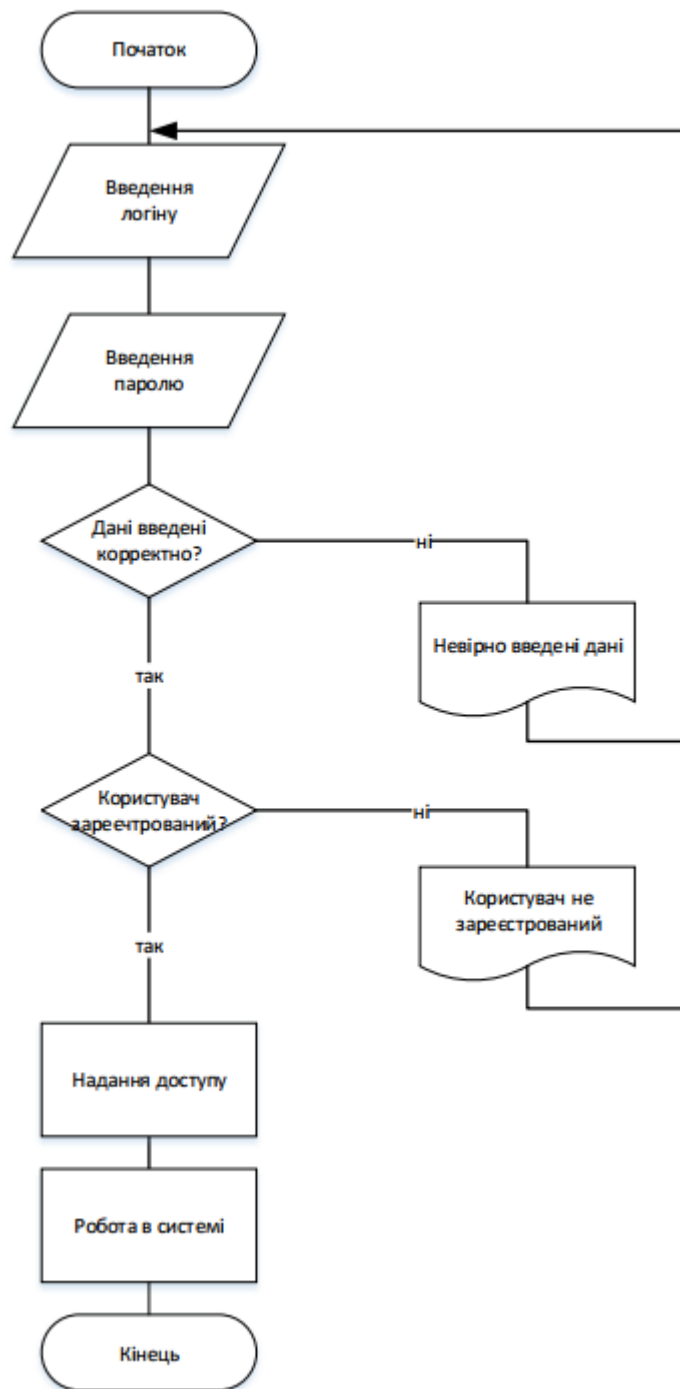 Початок
Введення
логіну
Введення
паролю
Дані введені
корректно?
ні
Невірно введені дані
так
Користувач
зареечтрований?
ні
Користувач не
зареєстрований
так
Надання доступу
Робота в системі
Кінець